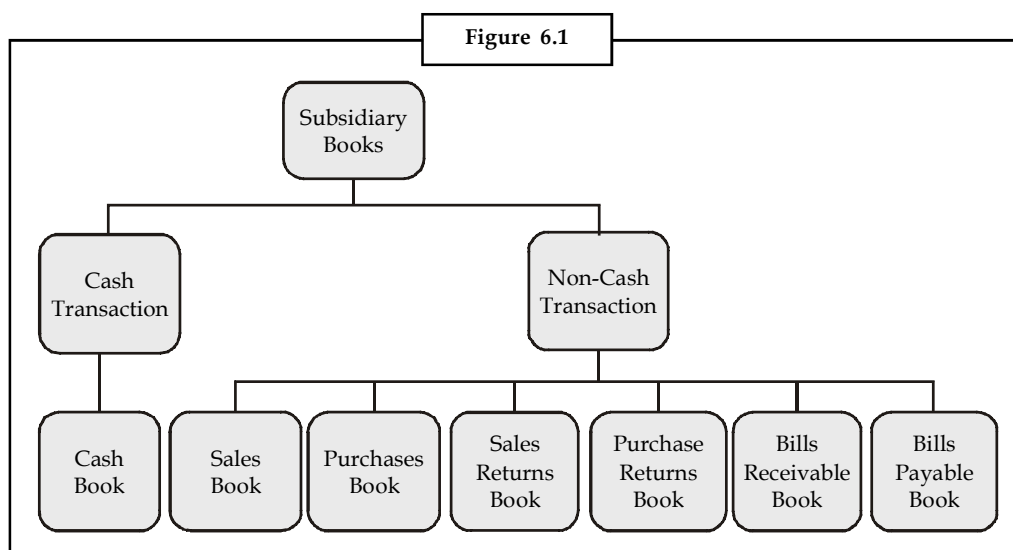 Figure 6.1
Subsidiary
Books
Cash
Transaction
Non-Cash
Transaction
Cash
Book
Sales
Book
Purchases
Book
Sales
Returns
Book
Purchase
Returns
Book
Bills
Receivable
Book
Bills
Payable
Book